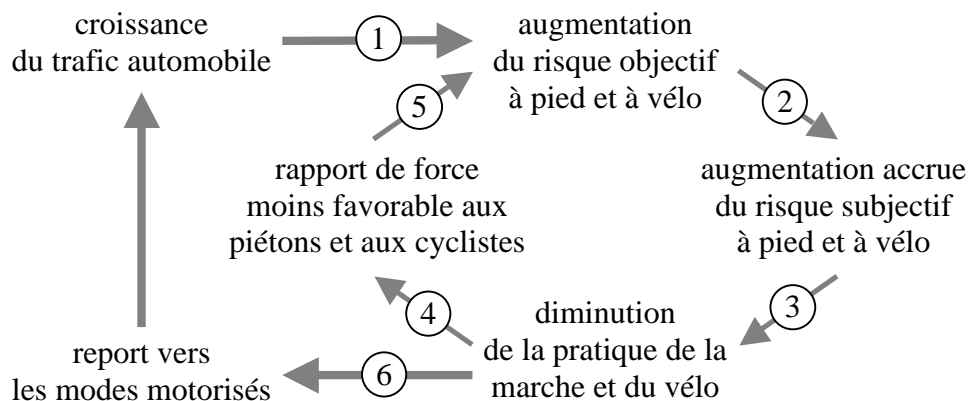 croissance
du trafic automobile
1
augmentation
du risque objectif
à pied et à vélo
2
5
rapport de force
moins favorable aux
piétons et aux cyclistes
augmentation accrue
du risque subjectif
à pied et à vélo
3
4
diminution
de la pratique de la
marche et du vélo
6
report vers
les modes motorisés